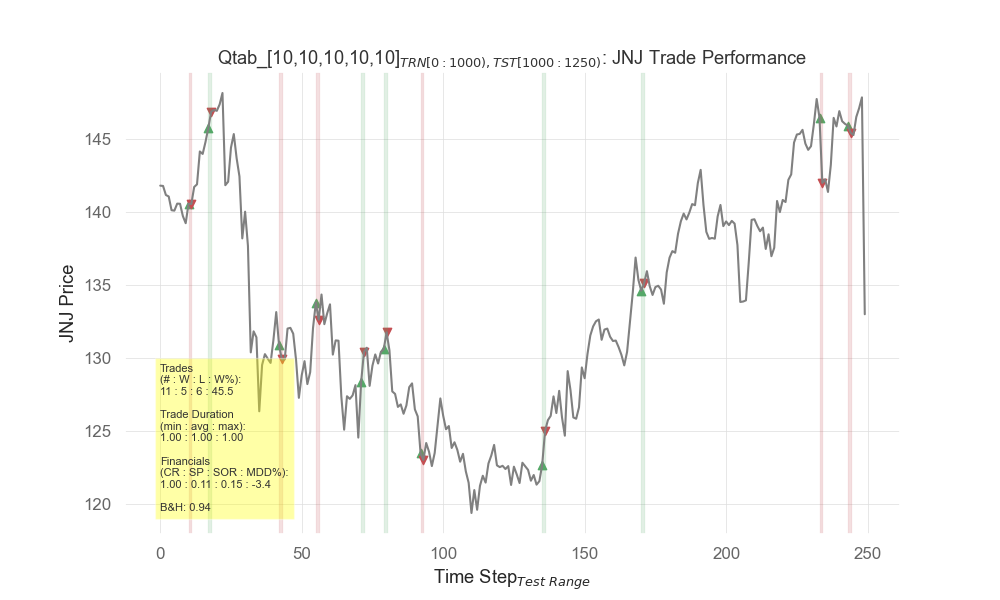 Qtab_[10,10,10,10,10]TRN[0 : 1000), TST[1000 : 1250): JNJ Trade Performance
JNJ Price
145
140
135
130
125
120
Trades
(# : W : L : W%):
11 : 5 : 6 : 45.5
Trade Duration
(min : avg : max):
1.00 : 1.00 : 1.00
Financials
(CR : SP : SOR : MDD%):
1.00 : 0.11 : 0.15 : -3.4
B&H: 0.94
0 50 100 150 200 250
Time StepTest Range